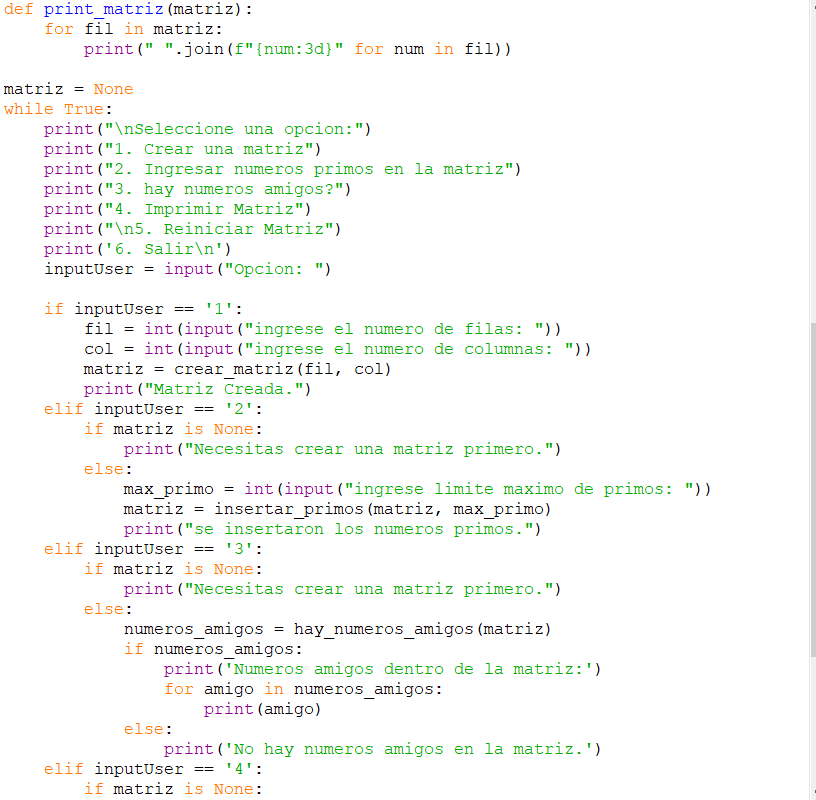 def print_matriz(matriz):
    for fil in matriz:
        print(" ".join(f"{num:3d}" for num in fil))

matriz = None
while True:
    print("\nSeleccione una opcion:")
    print("1. Crear una matriz")
    print("2. Ingresar numeros primos en la matriz")
    print("3. hay numeros amigos?")
    print("4. Imprimir Matriz")
    print("\n5. Reiniciar Matriz")
    print('6. Salir\n')
    inputUser = input("Opcion: ")

    if inputUser == '1':
        fil = int(input("ingrese el numero de filas: "))
        col = int(input("ingrese el numero de columnas: "))
        matriz = crear_matriz(fil, col)
        print("Matriz Creada.")
    elif inputUser == '2':
        if matriz is None:
            print("Necesitas crear una matriz primero.")
        else:
            max_primo = int(input("ingrese limite maximo de primos: "))
            matriz = insertar_primos(matriz, max_primo)
            print("se insertaron los numeros primos.")
    elif inputUser == '3':
        if matriz is None:
            print("Necesitas crear una matriz primero.")
        else:
            numeros_amigos = hay_numeros_amigos(matriz)
            if numeros_amigos:
                print('Numeros amigos dentro de la matriz:')
                for amigo in numeros_amigos:
                    print(amigo)
            else:
                print('No hay numeros amigos en la matriz.')
    elif inputUser == '4':
        if matriz is None: